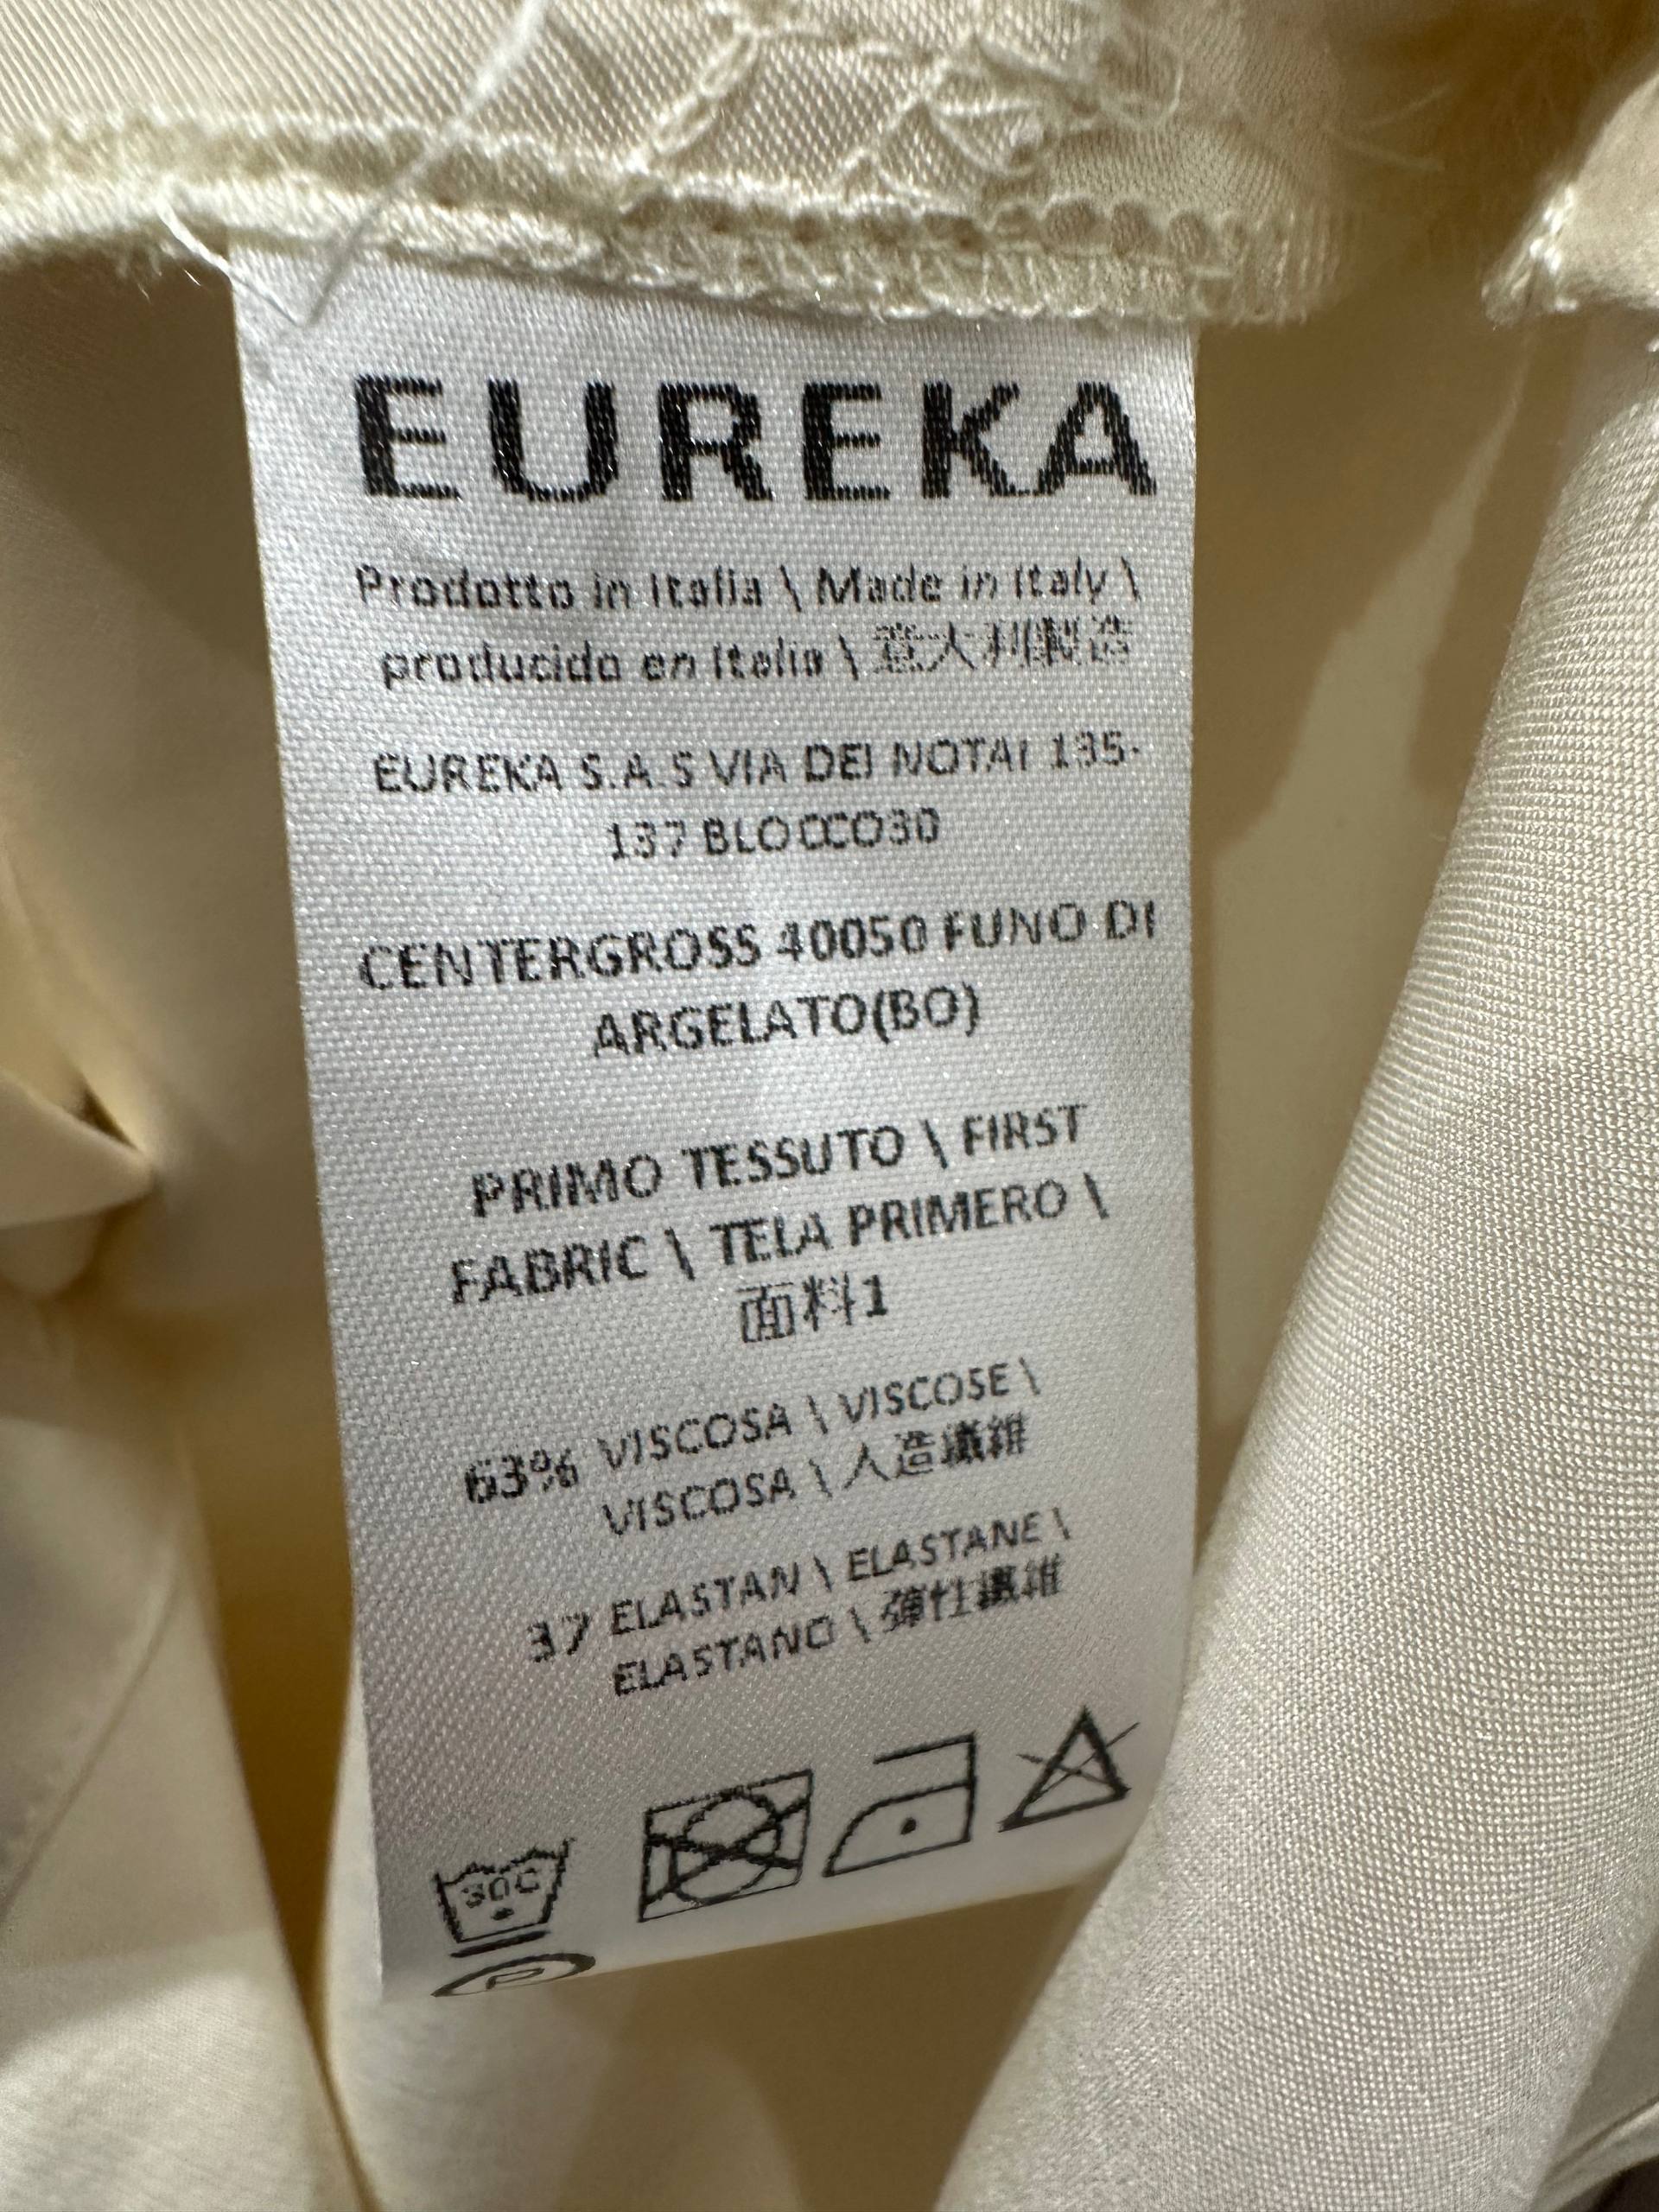 EUREKA
Prodotto in Italia \ Made in Italy \
producido en Italia \ 意大利製造
EUREKA S.A.S VIA DEI NOTAI 135-
137 BLOCCO30
CENTERGROSS 40050 FUNO DI
ARGELATO(BO)
PRIMO TESSUTO \ FIRST
FABRIC \ TELA PRIMERO \
面料1
63% VISCOSA \ VISCOSE \
VISCOSA \ 人造纖維
37 ELASTAN \ ELASTANE \
ELASTANO \ 彈性纖維
30C
P